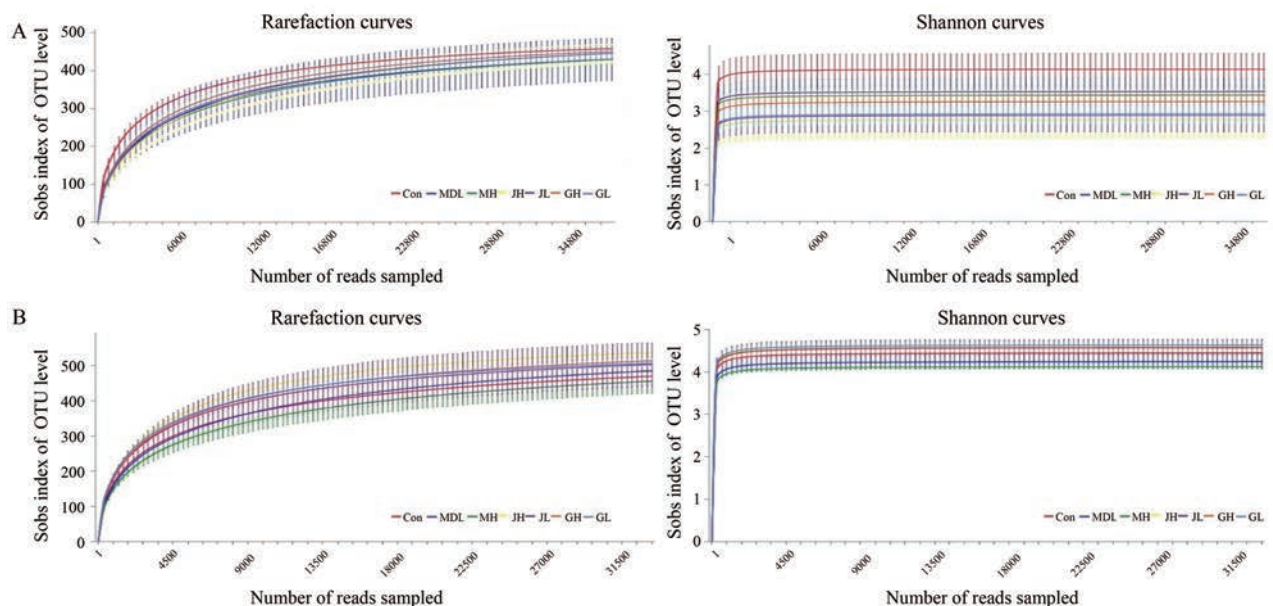 A
Rarefaction curves
Sobs index of OTU level
500
400
300
200
100
0
Con MDL MH JH JL GH GL
1 6000 12000 16800 22800 28800 34800
Number of reads sampled
Shannon curves
Sobs index of OTU level
4
3
2
1
0
Con MDL MH JH JL GH GL
1 6000 12000 16800 22800 28800 34800
Number of reads sampled
B
Rarefaction curves
Sobs index of OTU level
500
400
300
200
100
0
Con MDL MH JH JL GH GL
1 4500 9000 13500 18000 22500 27000 31500
Number of reads sampled
Shannon curves
Sobs index of OTU level
5
4
5
2
1
0
Con MDL MH JH JL GH GL
1 4500 9000 13500 18000 22500 27000 31500
Number of reads sampled